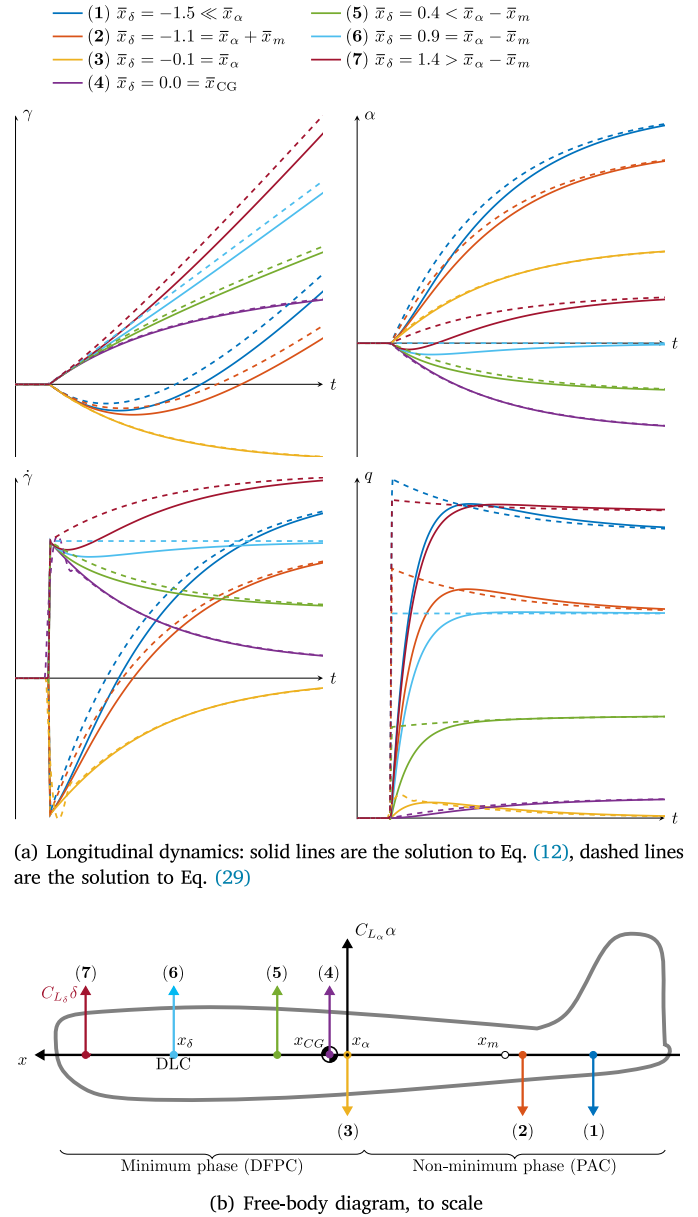 (1) x̅_δ = −1.5 ≪ x̅_α
(2) x̅_δ = −1.1 = x̅_α + x̅_m
(3) x̅_δ = −0.1 = x̅_α
(4) x̅_δ = 0.0 = x̅_CG
(5) x̅_δ = 0.4 < x̅_α − x̅_m
(6) x̅_δ = 0.9 = x̅_α − x̅_m
(7) x̅_δ = 1.4 > x̅_α − x̅_m
γ
t
α
t
γ̇
t
q
t
(a) Longitudinal dynamics: solid lines are the solution to Eq. (12), dashed lines
are the solution to Eq. (29)
C_{L_α}α
(7) (6) (5) (4)
C_{L_δ}δ
x_δ x_CG x_α x_m
x
DLC
(3) (2) (1)
Minimum phase (DFPC) Non-minimum phase (PAC)
(b) Free-body diagram, to scale